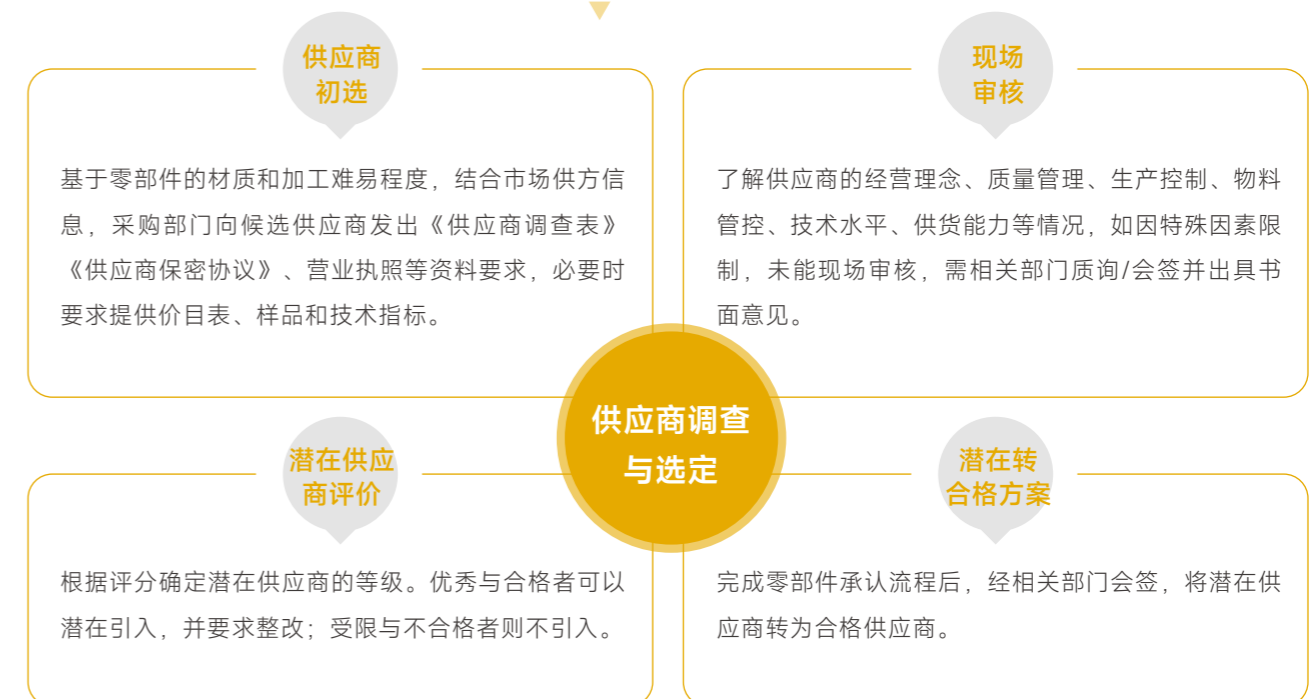 供应商
初选
基于零部件的材质和加工难易程度，结合市场供方信
息，采购部门向候选供应商发出《供应商调查表》
《供应商保密协议》、营业执照等资料要求，必要时
要求提供价目表、样品和技术指标。
现场
审核
了解供应商的经营理念、质量管理、生产控制、物料
管控、技术水平、供货能力等情况，如因特殊因素限
制，未能现场审核，需相关部门质询/会签并出具书
面意见。
供应商调查
与选定
潜在供应
商评价
根据评分确定潜在供应商的等级。优秀与合格者可以
潜在引入，并要求整改；受限与不合格者则不引入。
潜在转
合格方案
完成零部件承认流程后，经相关部门会签，将潜在供
应商转为合格供应商。